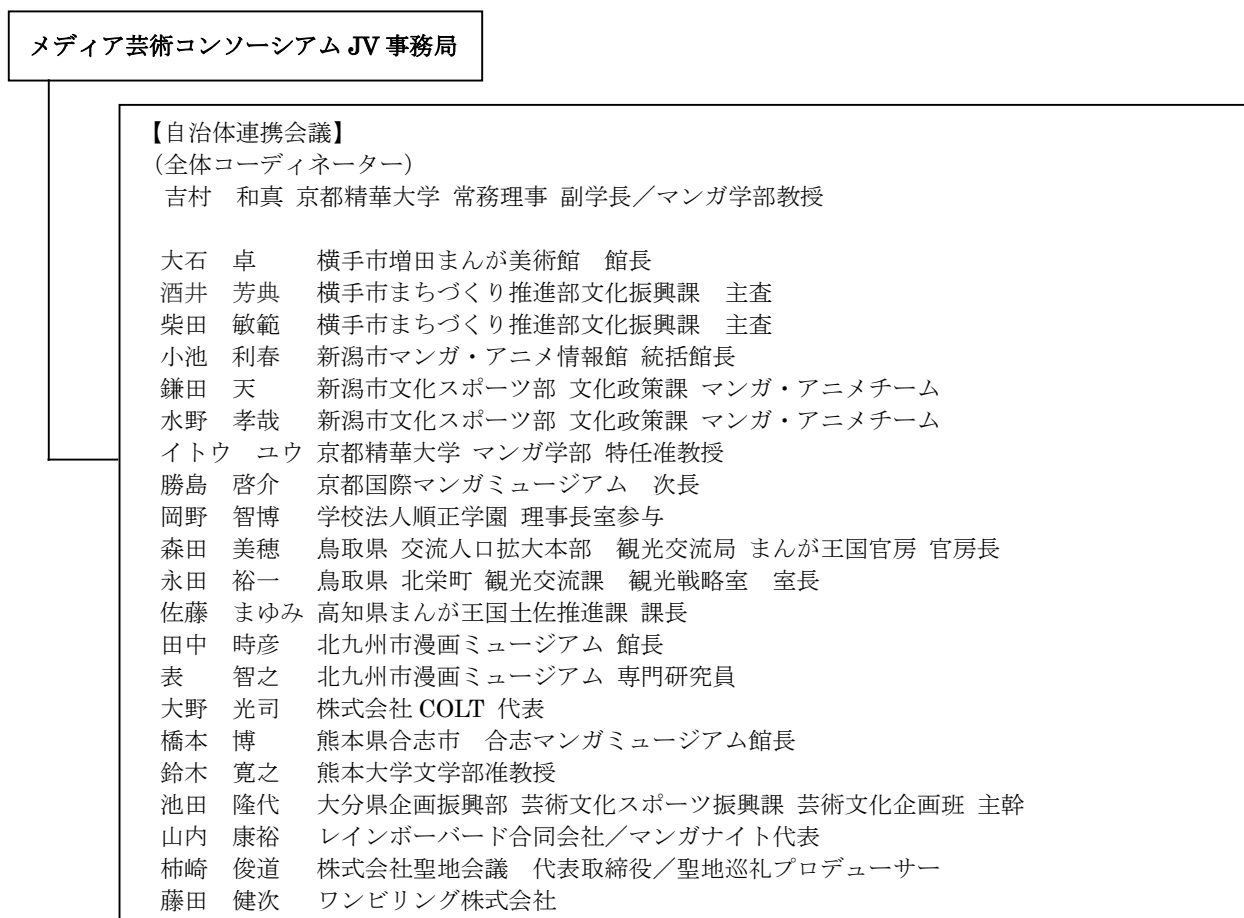 メディア芸術コンソーシアム JV 事務局
【自治体連携会議】
（全体コーディネーター）
吉村　和真 京都精華大学 常務理事 副学長／マンガ学部教授
大石　卓　　横手市増田まんが美術館　館長
酒井　芳典　横手市まちづくり推進部文化振興課　主査
柴田　敏範　横手市まちづくり推進部文化振興課　主査
小池　利春　新潟市マンガ・アニメ情報館 統括館長
鎌田　天　　新潟市文化スポーツ部 文化政策課 マンガ・アニメチーム
水野　孝哉　新潟市文化スポーツ部 文化政策課 マンガ・アニメチーム
イトウ　ユウ 京都精華大学 マンガ学部 特任准教授
勝島　啓介　京都国際マンガミュージアム　次長
岡野　智博　学校法人順正学園 理事長室参与
森田　美穂　鳥取県 交流人口拡大本部　観光交流局 まんが王国官房 官房長
永田　裕一　鳥取県 北栄町 観光交流課　観光戦略室　室長
佐藤　まゆみ 高知県まんが王国土佐推進課 課長
田中　時彦　北九州市漫画ミュージアム 館長
表　　智之　北九州市漫画ミュージアム 専門研究員
大野　光司　株式会社 COLT 代表
橋本　博　　熊本県合志市　合志マンガミュージアム館長
鈴木　寛之　熊本大学文学部准教授
池田　隆代　大分県企画振興部 芸術文化スポーツ振興課 芸術文化企画班 主幹
山内　康裕　レインボーバード合同会社／マンガナイト代表
柿崎　俊道　株式会社聖地会議　代表取締役／聖地巡礼プロデューサー
藤田　健次　ワンビリング株式会社